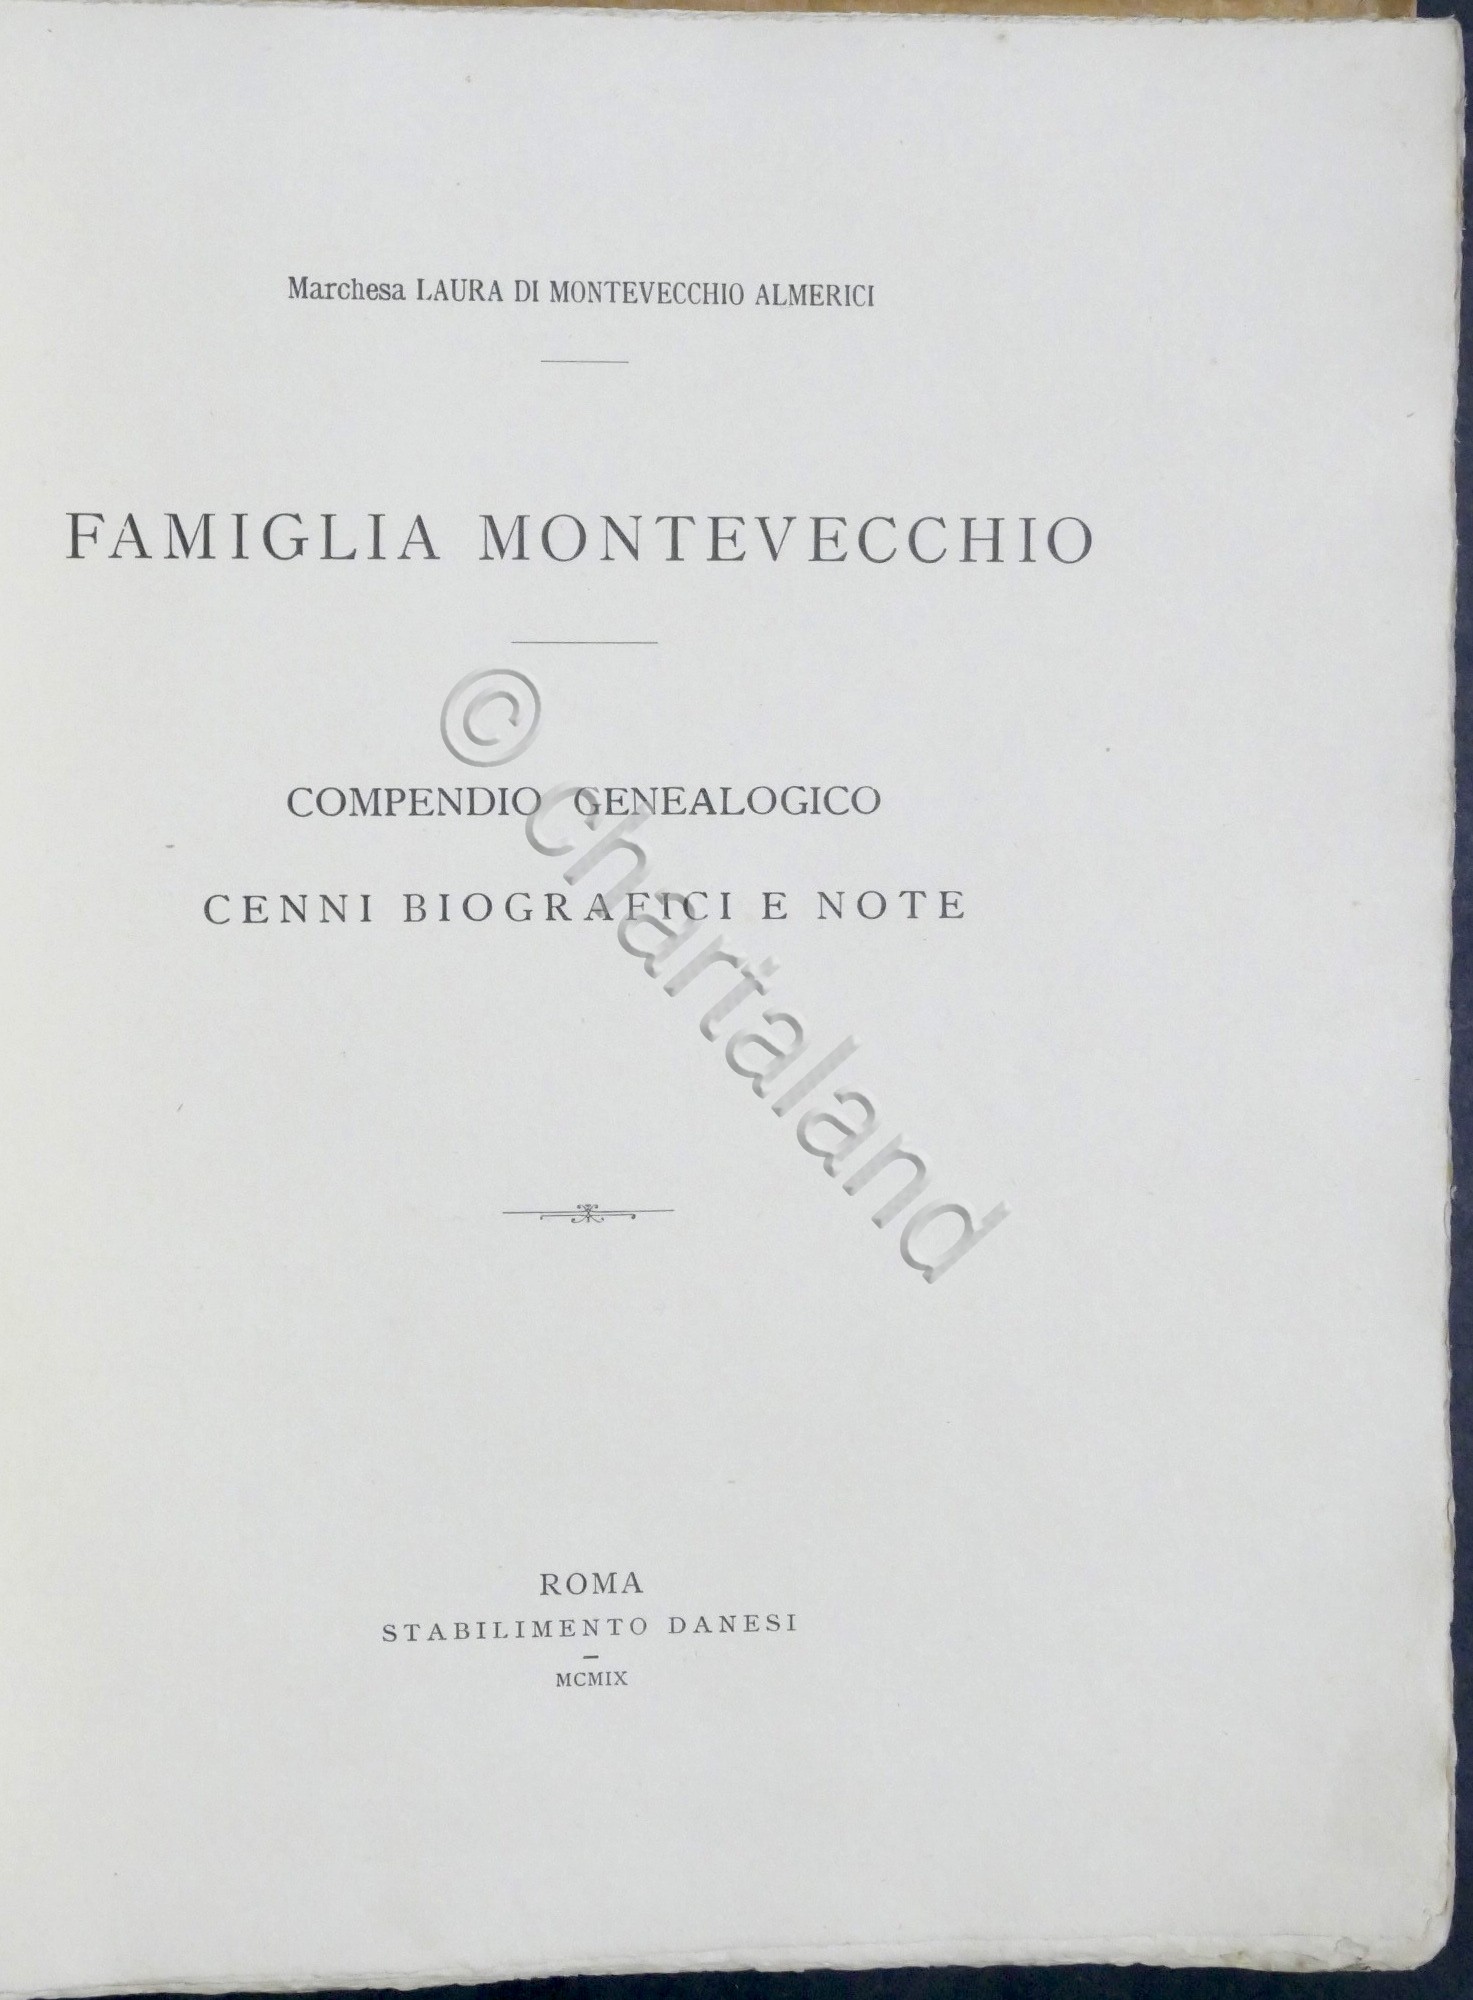 Marchesa LAURA DI MONTEVECCHIO ALMERICI
FAMIGLIA MONTEVECCHIO
COMPENDIO GENEALOGICO
CENNI BIOGRAFICI E NOTE
© chartaland
ROMA
STABILIMENTO DANESI
MCMIX